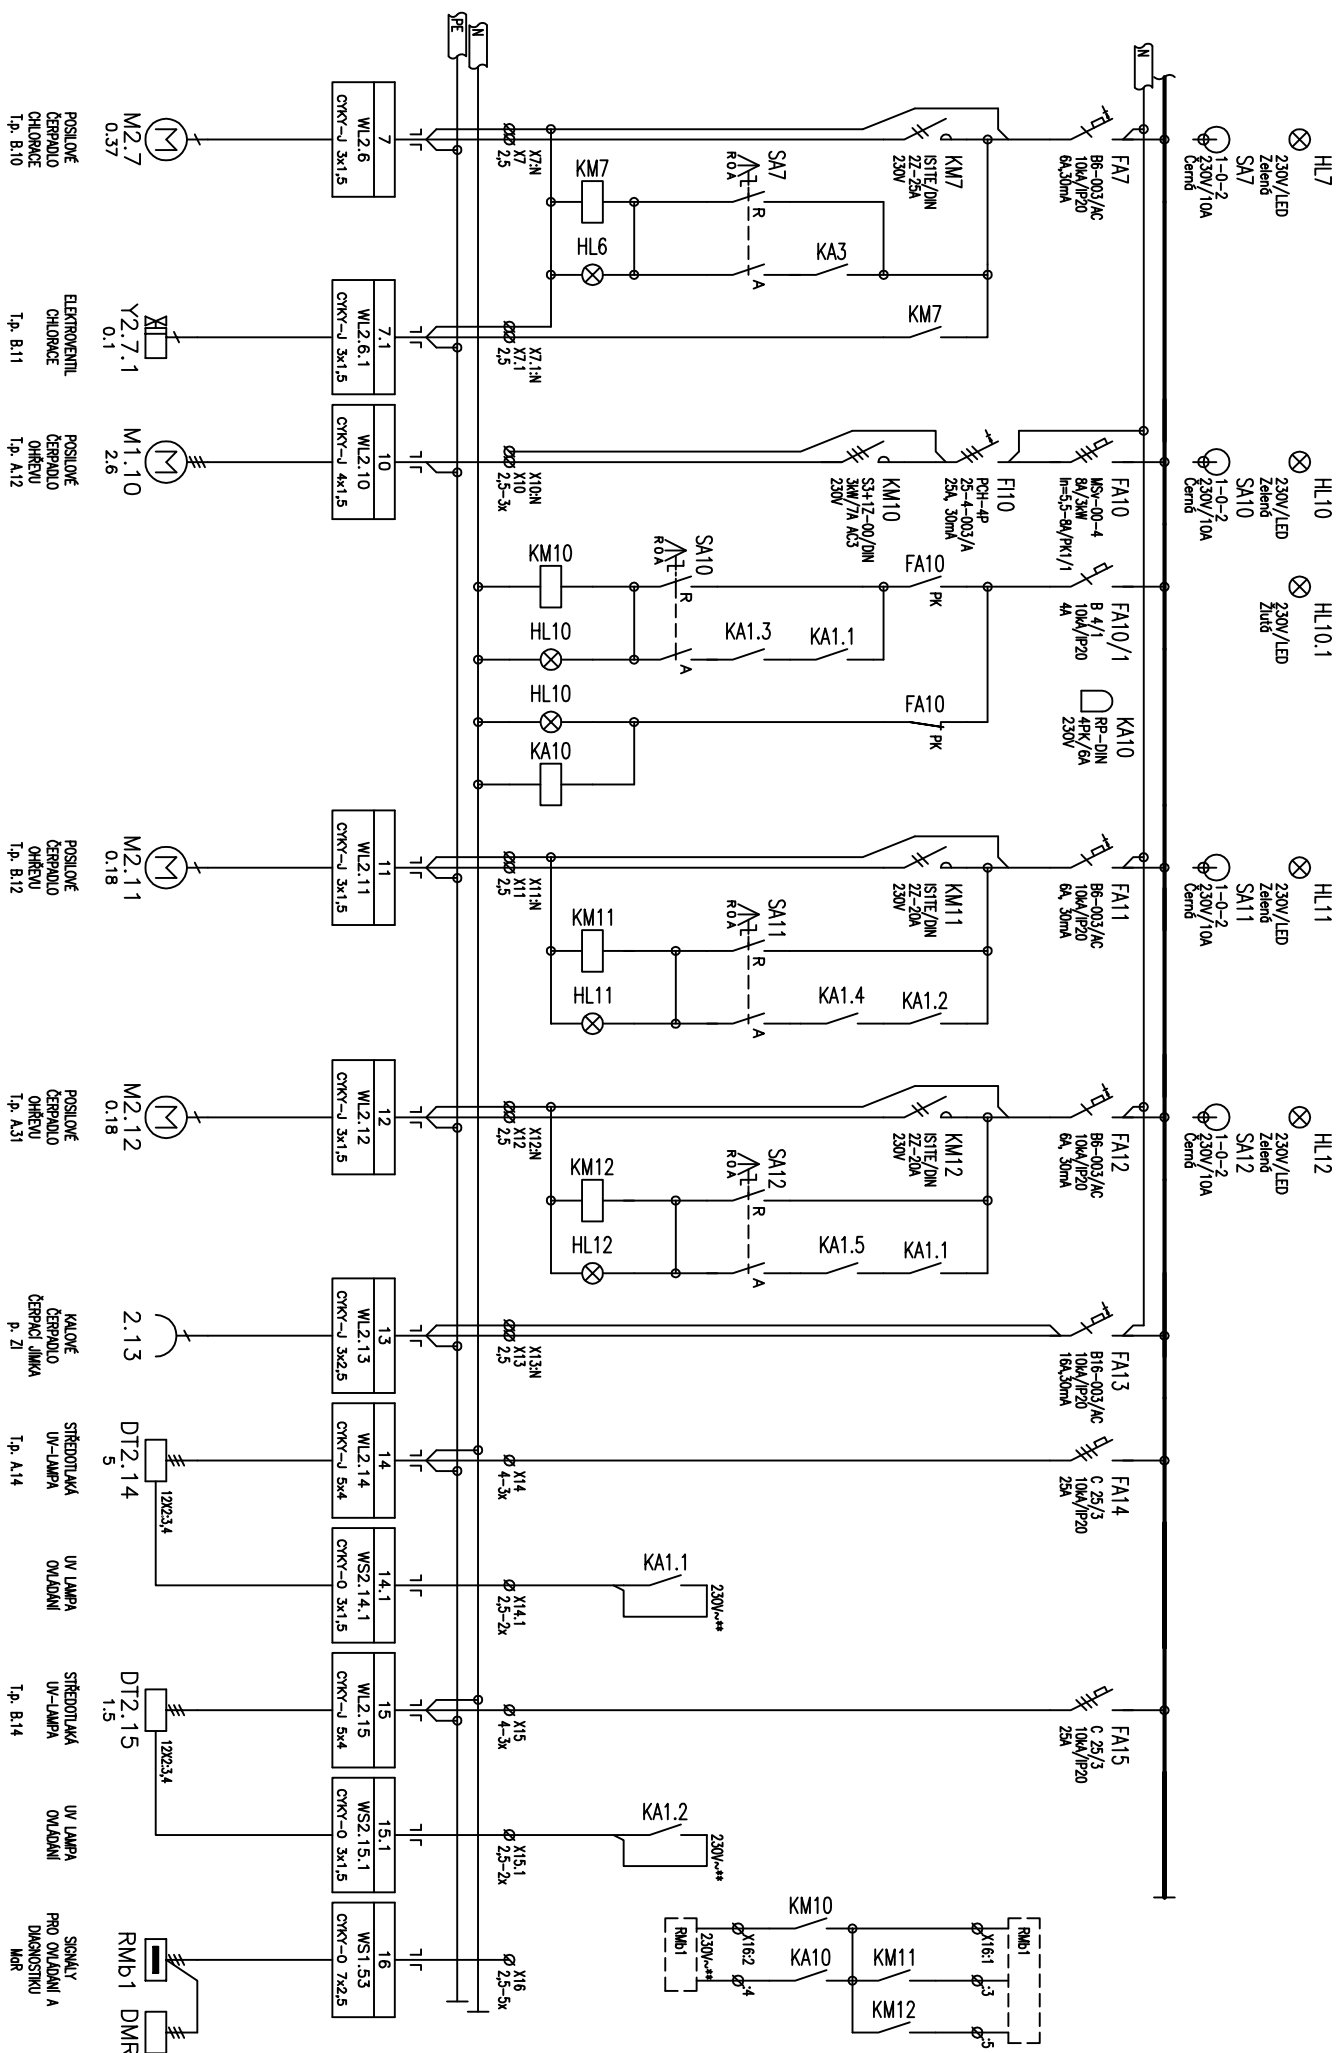 HL7
230V/LED
Zelená
SA7
1-0-2
230V/10A
Černá
HL10
230V/LED
Zelená
SA10
1-0-2
230V/10A
Černá
HL10.1
230V/LED
Žlutá
HL11
230V/LED
Zelená
SA11
1-0-2
230V/10A
Černá
HL12
230V/LED
Zelená
SA12
1-0-2
230V/10A
Černá
N
FA7
B6-003/AC
10kA/IP20
6A,30mA
FA10
MSv-00-4
8A/3kW
In=5,5-8A/PK1/1
FA10/1
B 4/1
10kA/IP20
4A
KA10
RP-DIN
4PK/6A
230V
FA11
B6-003/AC
10kA/IP20
6A, 30mA
FA12
B6-003/AC
10kA/IP20
6A, 30mA
FA13
B16-003/AC
10kA/IP20
16A,30mA
FA14
C 25/3
10kA/IP20
25A
FA15
C 25/3
10kA/IP20
25A
FI10
PCH-4P
25-4-003/A
25A, 30mA
KM7
IS1TE/DIN
2Z-25A
230V
KM7
KM10
S3+1Z-00/DIN
3kW/7A AC3
230V
FA10
PK
FA10
PK
KM11
IS1TE/DIN
2Z-20A
230V
KM12
IS1TE/DIN
2Z-20A
230V
KA3
KA1.1
KA1.3
KA1.2
KA1.4
KA1.1
KA1.5
SA7
R 0 A
R
A
SA10
R 0 A
R
A
SA11
R 0 A
R
A
SA12
R 0 A
R
A
KM7
HL6
KM10
HL10
HL10
KA10
KM11
HL11
KM12
HL12
KA1.1
230V~**
KA1.2
230V~**
RMb1
X16:1
:3
:5
KM11
KM12
KM10
KA10
X16:2
:4
230V~**
RMb1
X7:N
X7
2,5
X7.1:N
X7.1
2,5
X10:N
X10
2,5-3x
X11:N
X11
2,5
X12:N
X12
2,5
X13:N
X13
2,5
X14
4-3x
X14.1
2,5-2x
X15
4-3x
X15.1
2,5-2x
X16
2,5-5x
N
PE
7
WL2.6
CYKY-J 3x1,5
7.1
WL2.6.1
CYKY-J 3x1,5
10
WL2.10
CYKY-J 4x1,5
11
WL2.11
CYKY-J 3x1,5
12
WL2.12
CYKY-J 3x1,5
13
WL2.13
CYKY-J 3x2,5
14
WL2.14
CYKY-J 5x4
14.1
WS2.14.1
CYKY-O 3x1,5
15
WL2.15
CYKY-J 5x4
15.1
WS2.15.1
CYKY-O 3x1,5
16
WS1.53
CYKY-O 7x2,5
12X2:3,4
12X2:3,4
M2.7
0.37
Y2.7.1
0.1
M1.10
2.6
M2.11
0.18
M2.12
0.18
2.13
DT2.14
5
DT2.15
1.5
RMb1
DMR
POSILOVÉ
ČERPADLO
CHLORACE
T.p. B.10
ELEKTROVENTIL
CHLORACE
T.p. B.11
POSILOVÉ
ČERPADLO
OHŘEVU
T.p. A.12
POSILOVÉ
ČERPADLO
OHŘEVU
T.p. B.12
POSILOVÉ
ČERPADLO
OHŘEVU
T.p. A.31
KALOVÉ
ČERPADLO
ČERPACÍ JÍMKA
p. ZI
STŘEDOTLAKÁ
UV-LAMPA
T.p. A.14
UV LAMPA
OVLÁDÁNÍ
STŘEDOTLAKÁ
UV-LAMPA
T.p. B.14
UV LAMPA
OVLÁDÁNÍ
SIGNÁLY
PRO OVLÁDÁNÍ A
DIAGNOSTIKU
MaR